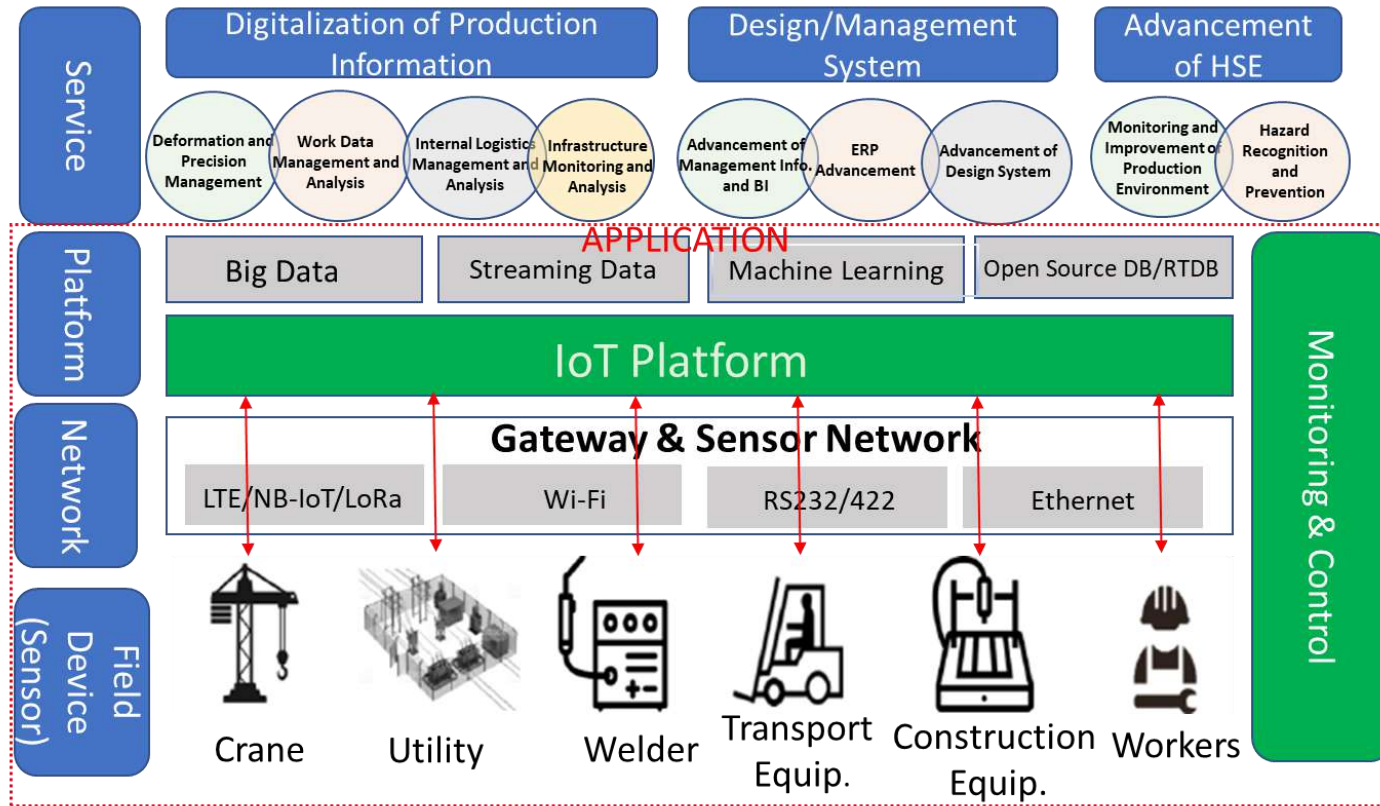 Service
Digitalization of Production
Information
Design/Management
System
Advancement
of HSE
Deformation and
Precision
Management
Work Data
Management and
Analysis
Internal Logistics
Management and
Analysis
Infrastructure
Monitoring and
Analysis
Advancement of
Management Info.
and BI
ERP
Advancement
Advancement of
Design System
Monitoring and
Improvement of
Production
Environment
Hazard
Recognition
and
Prevention
APPLICATION
Platform
Big Data
Streaming Data
Machine Learning
Open Source DB/RTDB
IoT Platform
Network
Gateway & Sensor Network
LTE/NB-IoT/LoRa
Wi-Fi
RS232/422
Ethernet
Field
Device
(Sensor)
Crane
Utility
Welder
Transport
Equip.
Construction
Equip.
Workers
Monitoring & Control